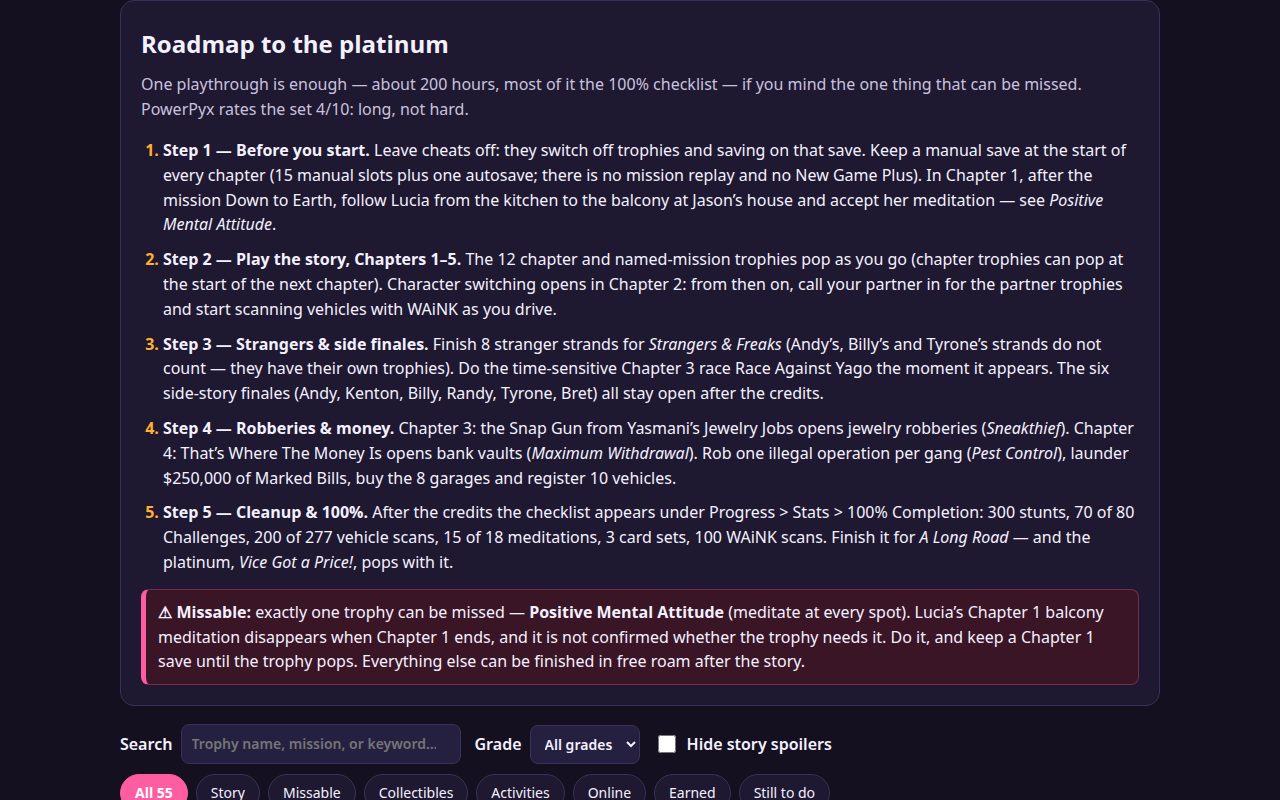 Roadmap to the platinum
One playthrough is enough — about 200 hours, most of it the 100% checklist — if you mind the one thing that can be missed.
PowerPyx rates the set 4/10: long, not hard.
1. Step 1 — Before you start. Leave cheats off: they switch off trophies and saving on that save. Keep a manual save at the start of
every chapter (15 manual slots plus one autosave; there is no mission replay and no New Game Plus). In Chapter 1, after the
mission Down to Earth, follow Lucia from the kitchen to the balcony at Jason’s house and accept her meditation — see Positive
Mental Attitude.
2. Step 2 — Play the story, Chapters 1–5. The 12 chapter and named-mission trophies pop as you go (chapter trophies can pop at
the start of the next chapter). Character switching opens in Chapter 2: from then on, call your partner in for the partner trophies
and start scanning vehicles with WAiNK as you drive.
3. Step 3 — Strangers & side finales. Finish 8 stranger strands for Strangers & Freaks (Andy’s, Billy’s and Tyrone’s strands do not
count — they have their own trophies). Do the time-sensitive Chapter 3 race Race Against Yago the moment it appears. The six
side-story finales (Andy, Kenton, Billy, Randy, Tyrone, Bret) all stay open after the credits.
4. Step 4 — Robberies & money. Chapter 3: the Snap Gun from Yasmani’s Jewelry Jobs opens jewelry robberies (Sneakthief). Chapter
4: That’s Where The Money Is opens bank vaults (Maximum Withdrawal). Rob one illegal operation per gang (Pest Control), launder
$250,000 of Marked Bills, buy the 8 garages and register 10 vehicles.
5. Step 5 — Cleanup & 100%. After the credits the checklist appears under Progress > Stats > 100% Completion: 300 stunts, 70 of 80
Challenges, 200 of 277 vehicle scans, 15 of 18 meditations, 3 card sets, 100 WAiNK scans. Finish it for A Long Road — and the
platinum, Vice Got a Price!, pops with it.
⚠ Missable: exactly one trophy can be missed — Positive Mental Attitude (meditate at every spot). Lucia’s Chapter 1 balcony
meditation disappears when Chapter 1 ends, and it is not confirmed whether the trophy needs it. Do it, and keep a Chapter 1
save until the trophy pops. Everything else can be finished in free roam after the story.
Search Trophy name, mission, or keyword... Grade All grades Hide story spoilers
All 55 Story Missable Collectibles Activities Online Earned Still to do